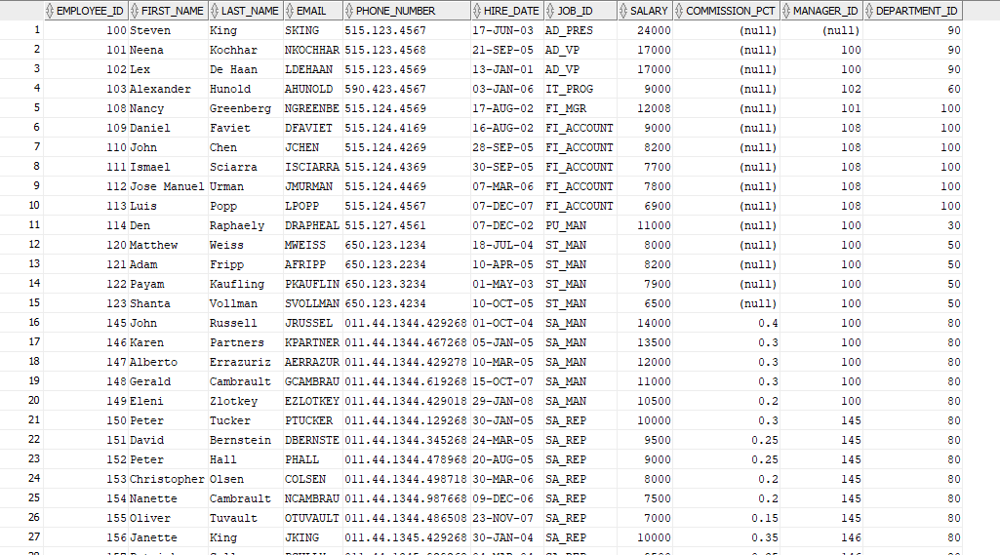 EMPLOYEE_ID FIRST_NAME LAST_NAME EMAIL PHONE_NUMBER HIRE_DATE JOB_ID SALARY COMMISSION_PCT MANAGER_ID DEPARTMENT_ID
1 100 Steven King SKING 515.123.4567 17-JUN-03 AD_PRES 24000 (null) (null) 90
2 101 Neena Kochhar NKOCHHAR 515.123.4568 21-SEP-05 AD_VP 17000 (null) 100 90
3 102 Lex De Haan LDEHAAN 515.123.4569 13-JAN-01 AD_VP 17000 (null) 100 90
4 103 Alexander Hunold AHUNOLD 590.423.4567 03-JAN-06 IT_PROG 9000 (null) 102 60
5 108 Nancy Greenberg NGREENBE 515.124.4569 17-AUG-02 FI_MGR 12008 (null) 101 100
6 109 Daniel Faviet DFAVIET 515.124.4169 16-AUG-02 FI_ACCOUNT 9000 (null) 108 100
7 110 John Chen JCHEN 515.124.4269 28-SEP-05 FI_ACCOUNT 8200 (null) 108 100
8 111 Ismael Sciarra ISCIARRA 515.124.4369 30-SEP-05 FI_ACCOUNT 7700 (null) 108 100
9 112 Jose Manuel Urman JMURMAN 515.124.4469 07-MAR-06 FI_ACCOUNT 7800 (null) 108 100
10 113 Luis Popp LPOPP 515.124.4567 07-DEC-07 FI_ACCOUNT 6900 (null) 108 100
11 114 Den Raphaely DRAPHEAL 515.127.4561 07-DEC-02 PU_MAN 11000 (null) 100 30
12 120 Matthew Weiss MWEISS 650.123.1234 18-JUL-04 ST_MAN 8000 (null) 100 50
13 121 Adam Fripp AFRIPP 650.123.2234 10-APR-05 ST_MAN 8200 (null) 100 50
14 122 Payam Kaufling PKAUFLIN 650.123.3234 01-MAY-03 ST_MAN 7900 (null) 100 50
15 123 Shanta Vollman SVOLLMAN 650.123.4234 10-OCT-05 ST_MAN 6500 (null) 100 50
16 145 John Russell JRUSSEL 011.44.1344.429268 01-OCT-04 SA_MAN 14000 0.4 100 80
17 146 Karen Partners KPARTNER 011.44.1344.467268 05-JAN-05 SA_MAN 13500 0.3 100 80
18 147 Alberto Errazuriz AERRAZUR 011.44.1344.429278 10-MAR-05 SA_MAN 12000 0.3 100 80
19 148 Gerald Cambrault GCAMBRAU 011.44.1344.619268 15-OCT-07 SA_MAN 11000 0.3 100 80
20 149 Eleni Zlotkey EZLOTKEY 011.44.1344.429018 29-JAN-08 SA_MAN 10500 0.2 100 80
21 150 Peter Tucker PTUCKER 011.44.1344.129268 30-JAN-05 SA_REP 10000 0.3 145 80
22 151 David Bernstein DBERNSTE 011.44.1344.345268 24-MAR-05 SA_REP 9500 0.25 145 80
23 152 Peter Hall PHALL 011.44.1344.478968 20-AUG-05 SA_REP 9000 0.25 145 80
24 153 Christopher Olsen COLSEN 011.44.1344.498718 30-MAR-06 SA_REP 8000 0.2 145 80
25 154 Nanette Cambrault NCAMBRAU 011.44.1344.987668 09-DEC-06 SA_REP 7500 0.2 145 80
26 155 Oliver Tuvault OTUVAULT 011.44.1344.486508 23-NOV-07 SA_REP 7000 0.15 145 80
27 156 Janette King JKING 011.44.1345.429268 30-JAN-04 SA_REP 10000 0.35 146 80